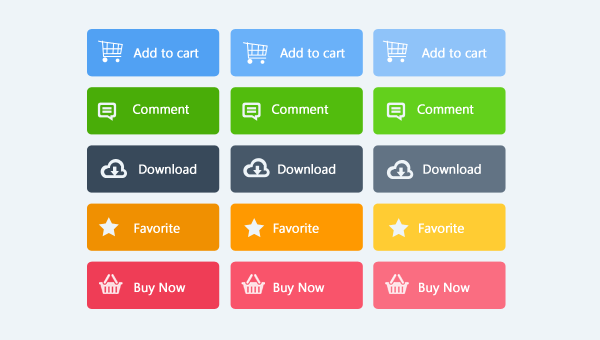 Add to cart Add to cart Add to cart
Comment Comment Comment
Download Download Download
Favorite Favorite Favorite
Buy Now Buy Now Buy Now